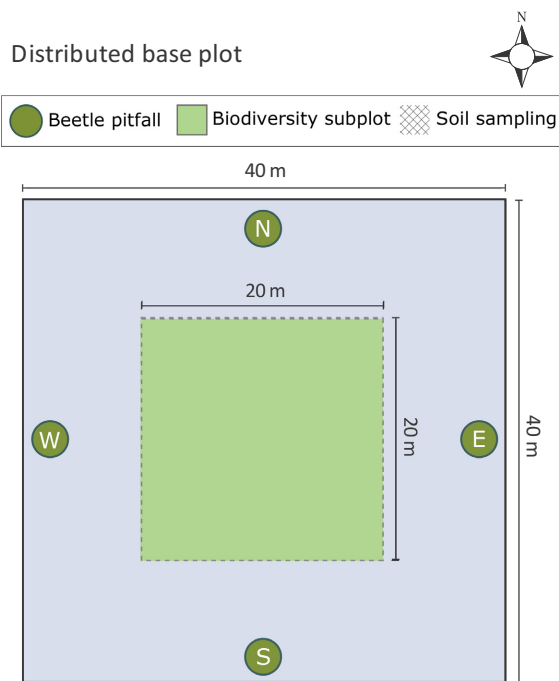 N
Distributed base plot
Beetle pitfall Biodiversity subplot Soil sampling
40 m
N
20 m
W
20 m
E
40 m
S